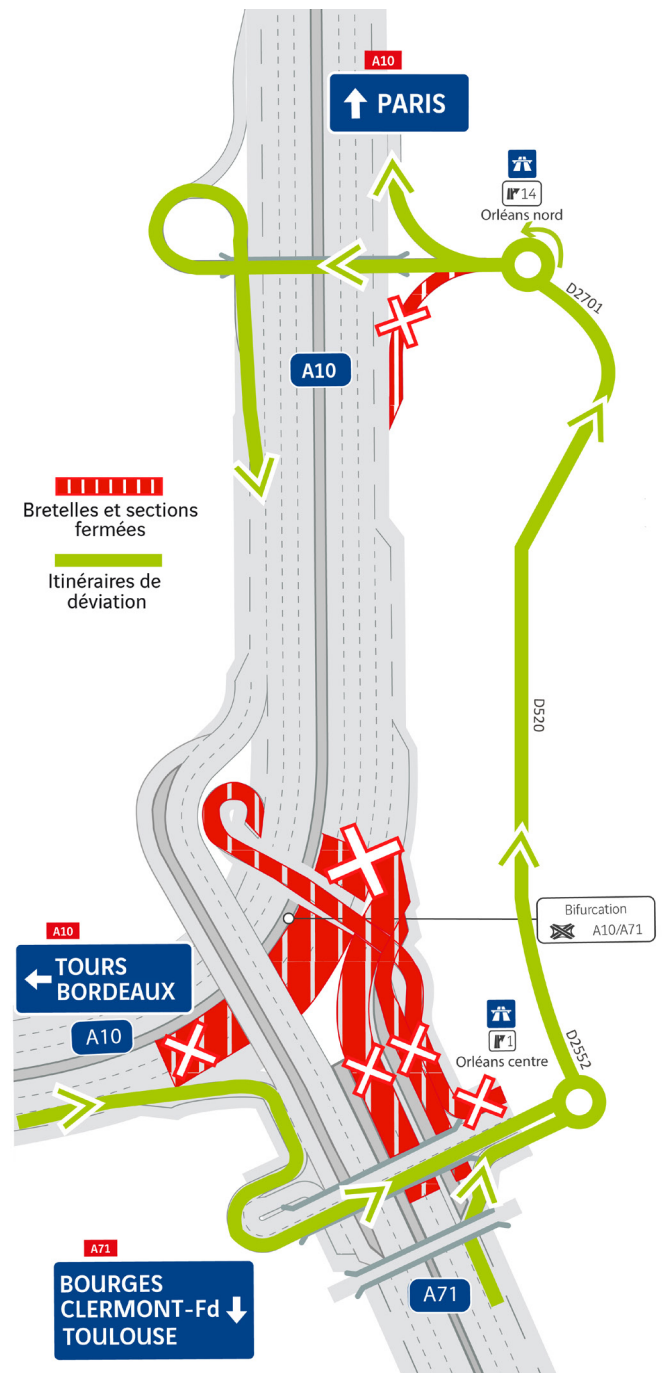 A10
PARIS
14
Orléans nord
D2701
A10
Bretelles et sections
fermées
Itinéraires de
déviation
D520
Bifurcation
A10/A71
A10
TOURS
BORDEAUX
A10
1
Orléans centre
D2552
A71
BOURGES
CLERMONT-Fd
TOULOUSE
A71